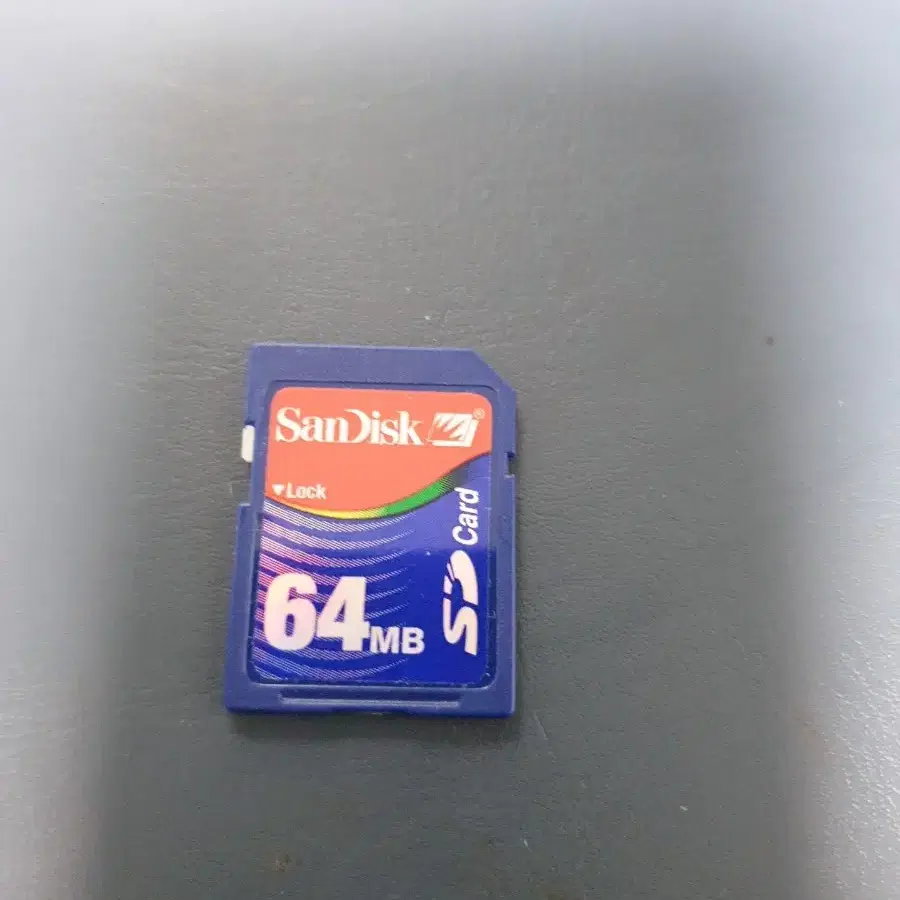 SanDisk ®
▼Lock
SD Card
64MB